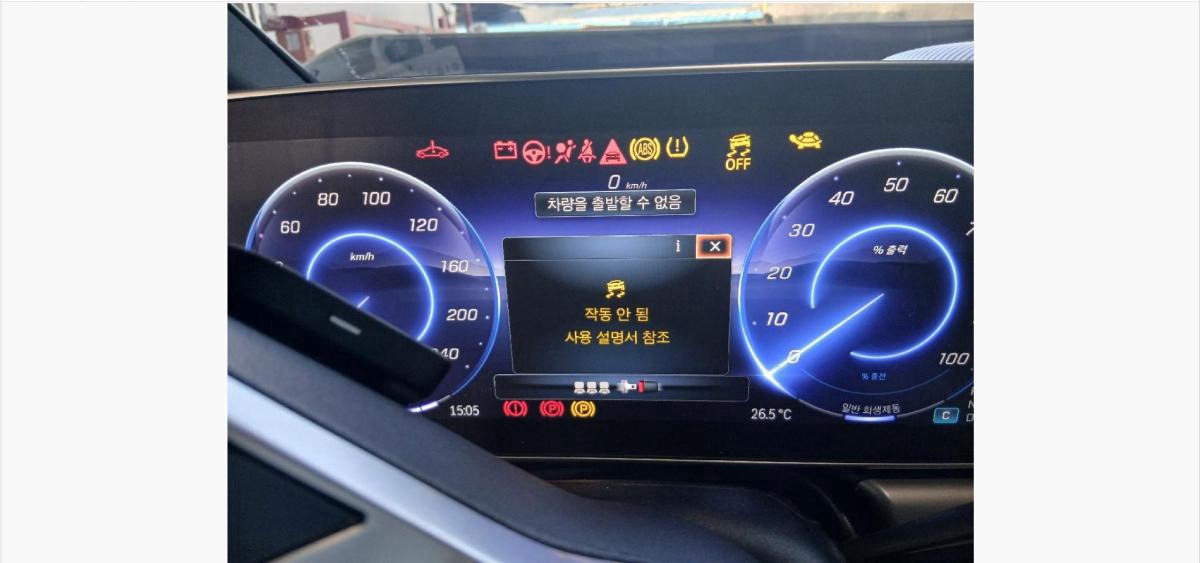 ABS
OFF
0 km/h
차량을 출발할 수 없음
i
작동 안 됨
사용 설명서 참조
60
80
100
120
160
200
km/h
10
20
30
40
50
60
% 출력
0
100
% 충전
일반 회생제동
15:05
P
P
26.5 °C
C